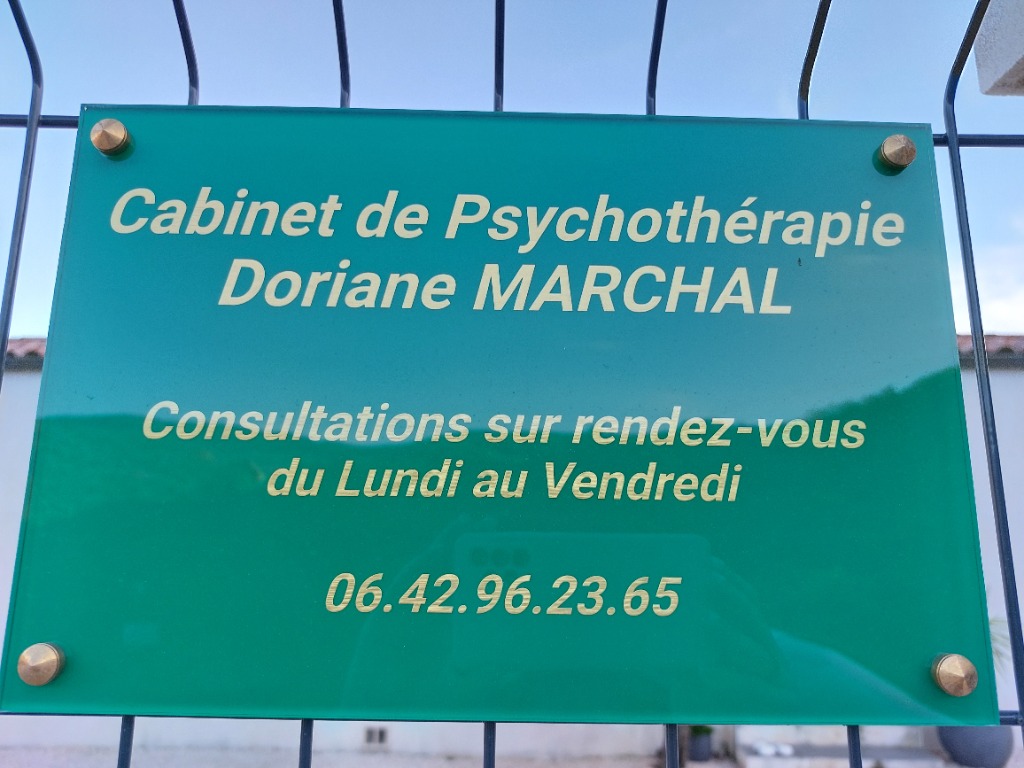 Cabinet de Psychothérapie
Doriane MARCHAL
Consultations sur rendez-vous
du Lundi au Vendredi
06.42.96.23.65